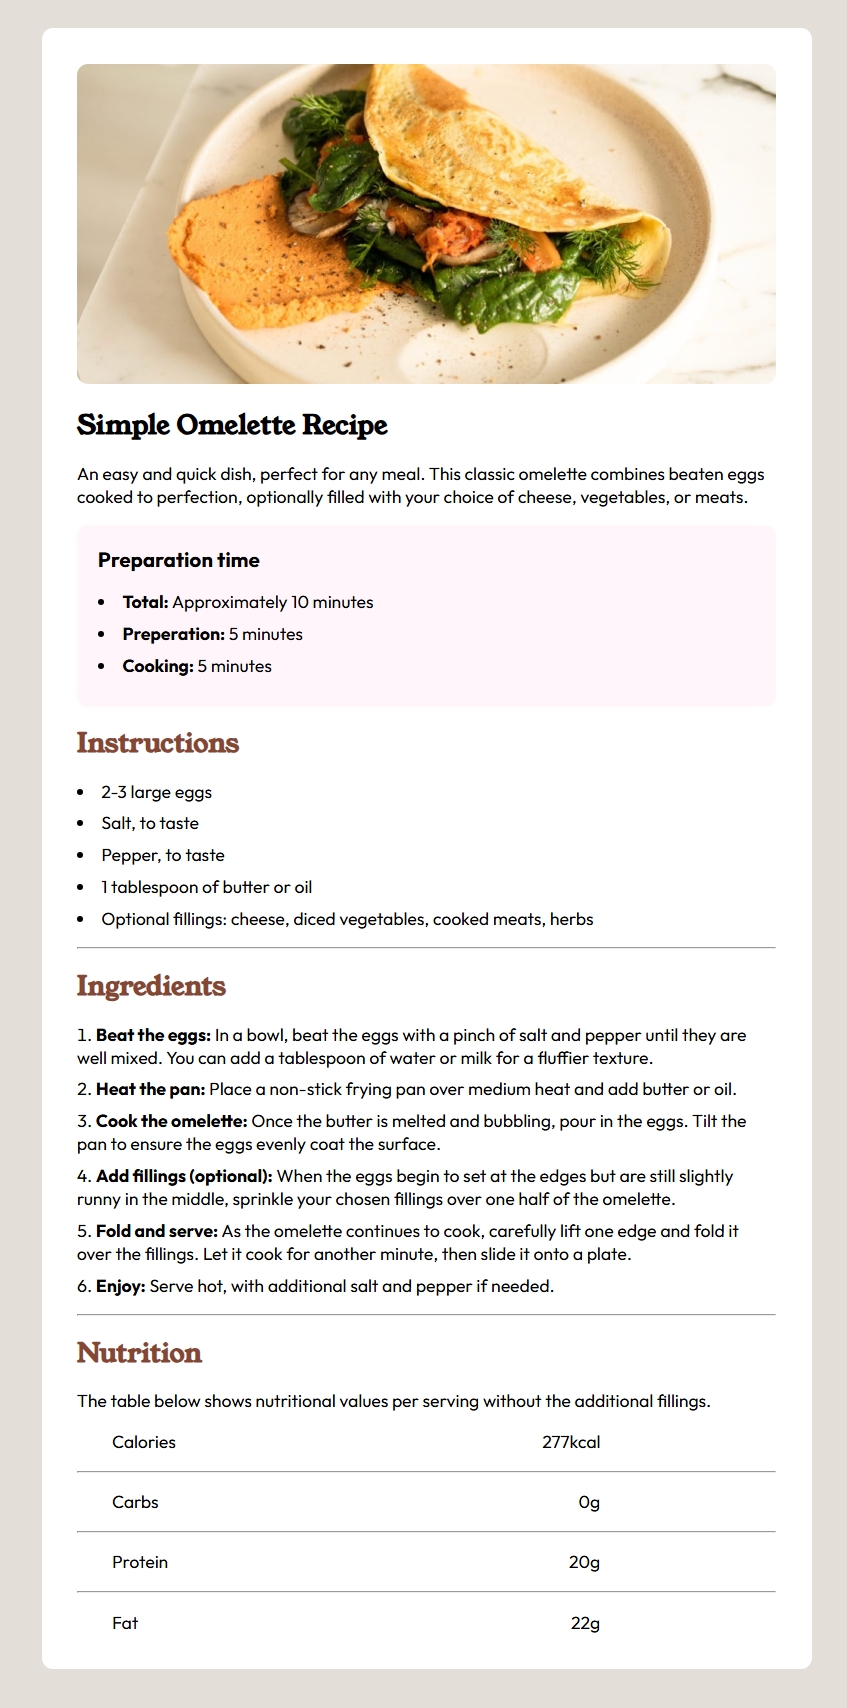 Simple Omelette Recipe
An easy and quick dish, perfect for any meal. This classic omelette combines beaten eggs
cooked to perfection, optionally filled with your choice of cheese, vegetables, or meats.
Preparation time
• Total: Approximately 10 minutes
• Preperation: 5 minutes
• Cooking: 5 minutes
Instructions
• 2-3 large eggs
• Salt, to taste
• Pepper, to taste
• 1 tablespoon of butter or oil
• Optional fillings: cheese, diced vegetables, cooked meats, herbs
Ingredients
1. Beat the eggs: In a bowl, beat the eggs with a pinch of salt and pepper until they are
well mixed. You can add a tablespoon of water or milk for a fluffier texture.
2. Heat the pan: Place a non-stick frying pan over medium heat and add butter or oil.
3. Cook the omelette: Once the butter is melted and bubbling, pour in the eggs. Tilt the
pan to ensure the eggs evenly coat the surface.
4. Add fillings (optional): When the eggs begin to set at the edges but are still slightly
runny in the middle, sprinkle your chosen fillings over one half of the omelette.
5. Fold and serve: As the omelette continues to cook, carefully lift one edge and fold it
over the fillings. Let it cook for another minute, then slide it onto a plate.
6. Enjoy: Serve hot, with additional salt and pepper if needed.
Nutrition
The table below shows nutritional values per serving without the additional fillings.
Calories 277kcal
Carbs 0g
Protein 20g
Fat 22g